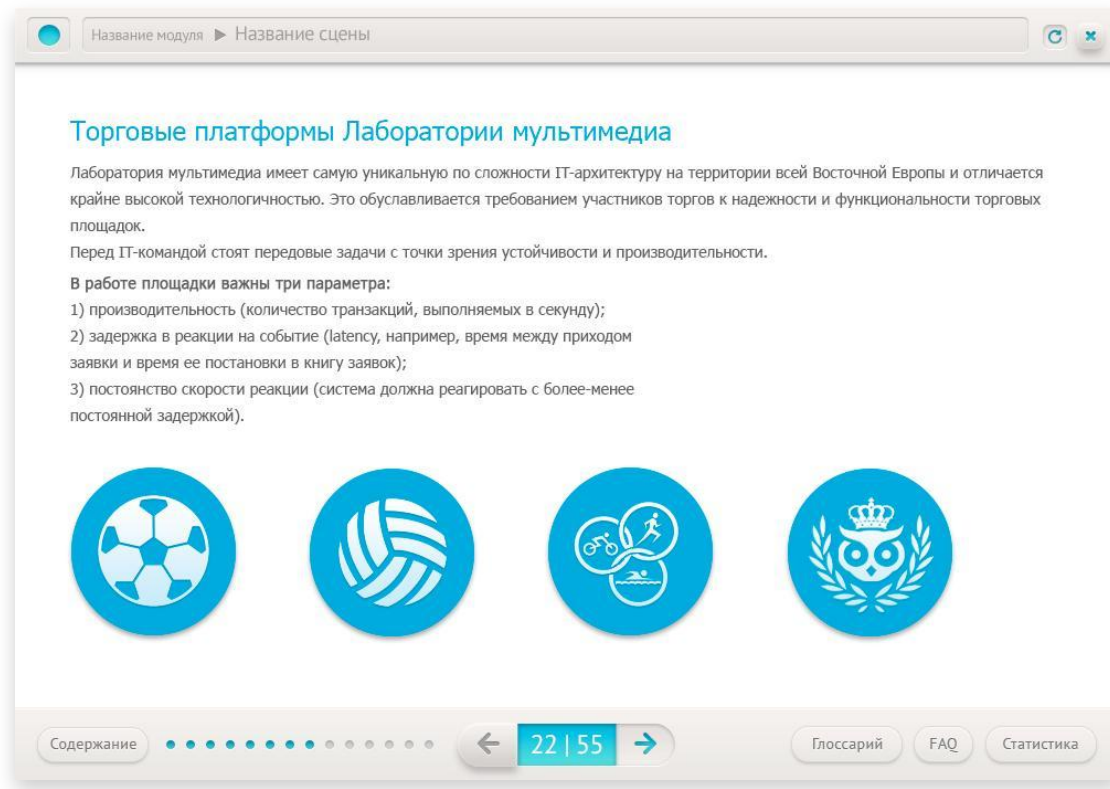 Название модуля ▶ Название сцены
Торговые платформы Лаборатории мультимедиа
Лаборатория мультимедиа имеет самую уникальную по сложности IT-архитектуру на территории всей Восточной Европы и отличается
крайне высокой технологичностью. Это обуславливается требованием участников торгов к надежности и функциональности торговых
площадок.
Перед IT-командой стоят передовые задачи с точки зрения устойчивости и производительности.
В работе площадки важны три параметра:
1) производительность (количество транзакций, выполняемых в секунду);
2) задержка в реакции на событие (latency, например, время между приходом
заявки и время ее постановки в книгу заявок);
3) постоянство скорости реакции (система должна реагировать с более-менее
постоянной задержкой).
Содержание
22 | 55
Глоссарий
FAQ
Статистика